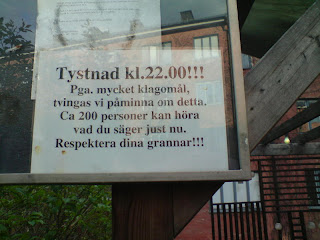 Tystnad kl.22.00!!!
Pga. mycket klagomål,
tvingas vi påminna om detta.
Ca 200 personer kan höra
vad du säger just nu.
Respektera dina grannar!!!